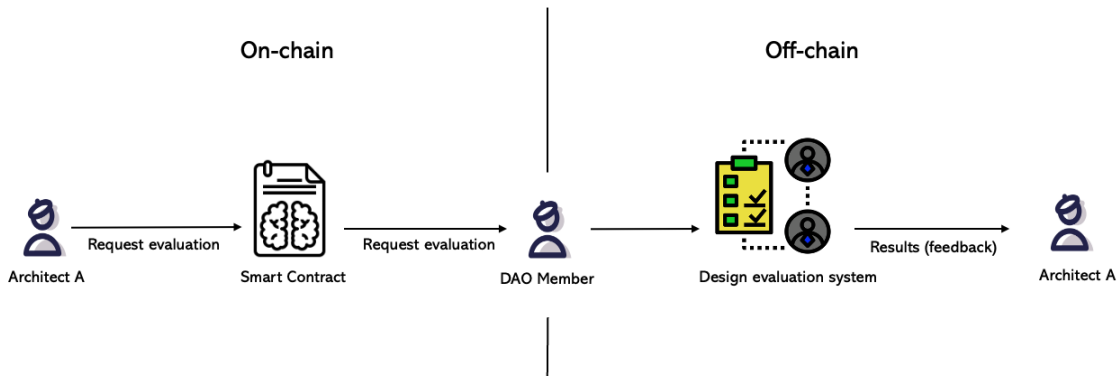 On-chain
Off-chain
Request evaluation
Request evaluation
Results (feedback)
Architect A
Smart Contract
DAO Member
Design evaluation system
Architect A